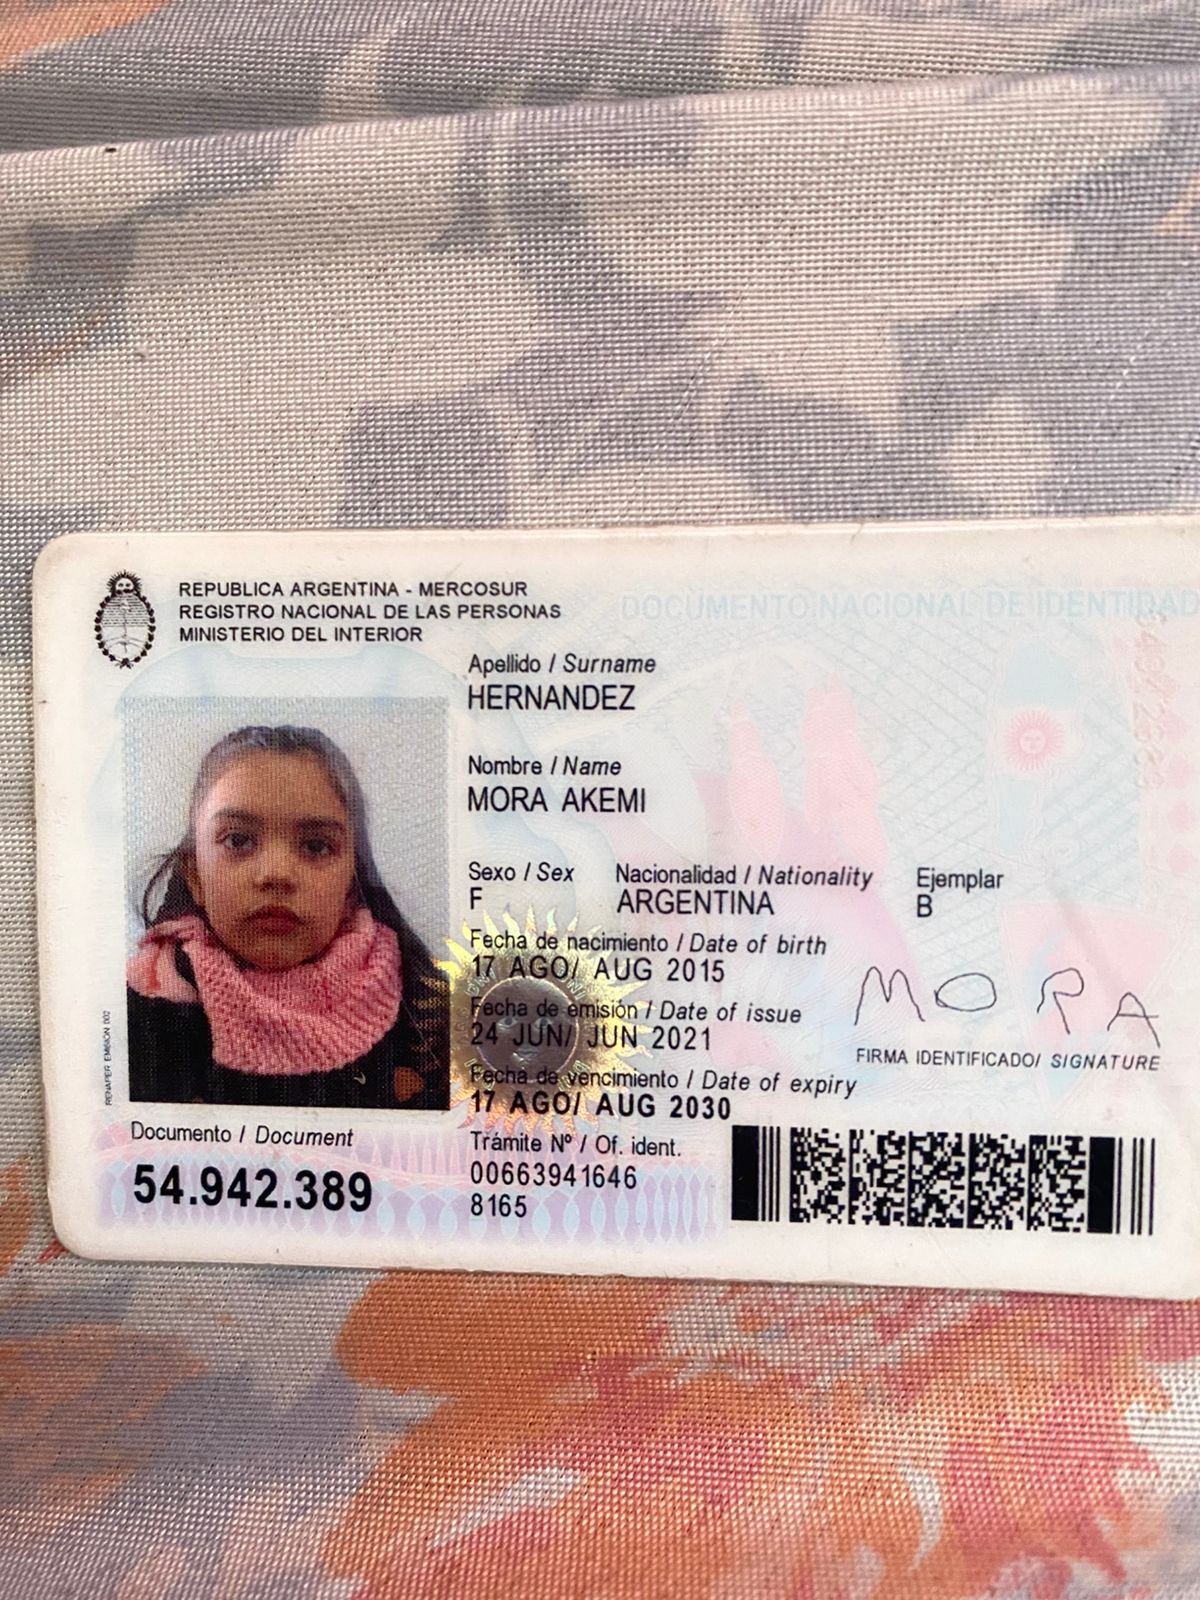 REPUBLICA ARGENTINA - MERCOSUR
REGISTRO NACIONAL DE LAS PERSONAS
MINISTERIO DEL INTERIOR
DOCUMENTO NACIONAL DE IDENTIDAD
Apellido / Surname
HERNANDEZ
Nombre / Name
MORA AKEMI
Sexo / Sex Nacionalidad / Nationality Ejemplar
F ARGENTINA B
Fecha de nacimiento / Date of birth
17 AGO/ AUG 2015
Fecha de emisión / Date of issue
24 JUN/ JUN 2021
Fecha de vencimiento / Date of expiry
17 AGO/ AUG 2030
MORA
FIRMA IDENTIFICADO/ SIGNATURE
RENAPER EMISION 002
Documento / Document
54.942.389
Trámite Nº / Of. ident.
00663941646
8165